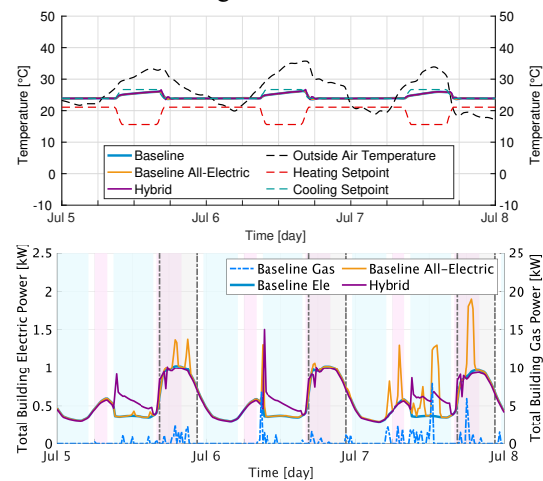 50
40
30
20
10
0
-10
Temperature [°C]
50
40
30
20
10
0
-10
Temperature [°C]
Baseline
Baseline All-Electric
Hybrid
Outside Air Temperature
Heating Setpoint
Cooling Setpoint
Jul 5
Jul 6
Jul 7
Jul 8
Time [day]
2.5
2
1.5
1
0.5
0
Total Building Electric Power [kW]
25
20
15
10
5
0
Total Building Gas Power [kW]
Baseline Gas
Baseline Ele
Baseline All-Electric
Hybrid
Jul 5
Jul 6
Jul 7
Jul 8
Time [day]